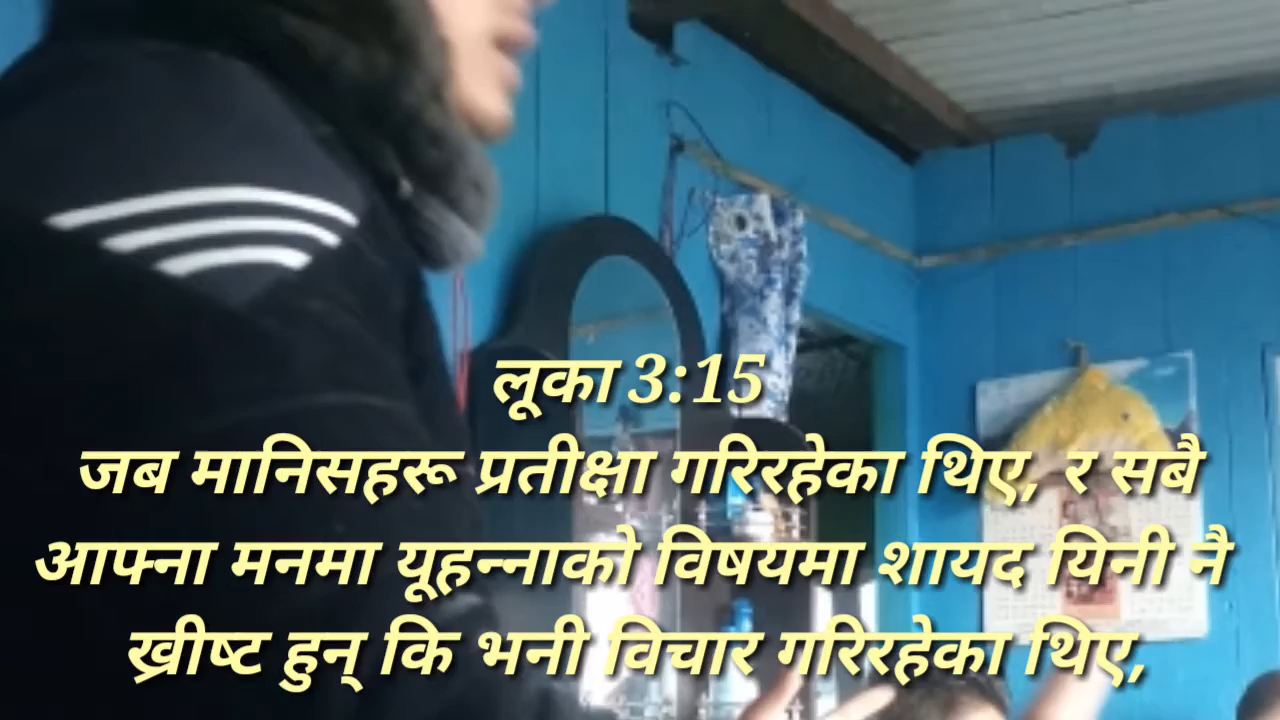 लूका 3:15
जब मानिसहरू प्रतीक्षा गरिरहेका थिए, र सबै
आफ्ना मनमा यूहन्नाको विषयमा शायद यिनी नै
ख्रीष्ट हुन् कि भनी विचार गरिरहेका थिए,